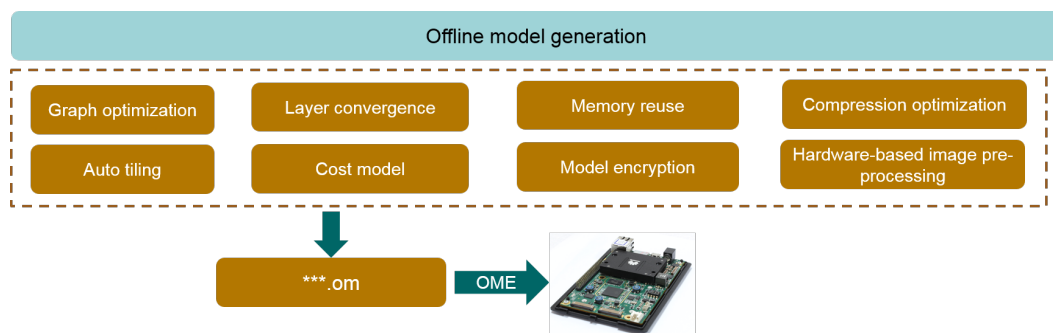 Offline model generation
Graph optimization
Layer convergence
Memory reuse
Compression optimization
Auto tiling
Cost model
Model encryption
Hardware-based image pre-
processing
***.om
OME